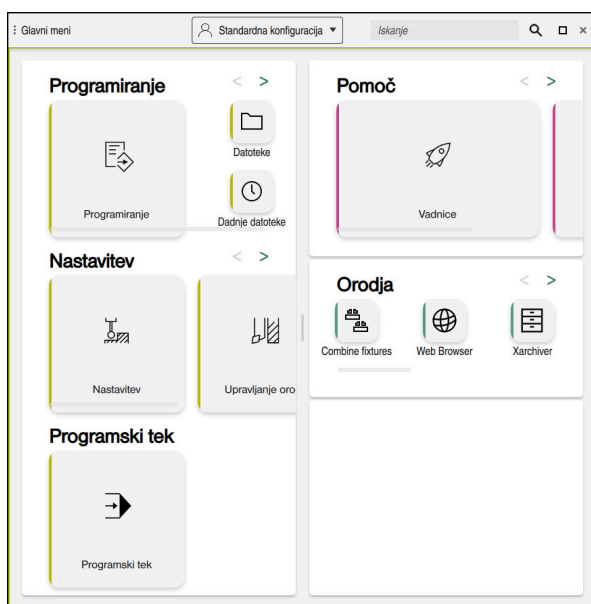 Glavni meni
Standardna konfiguracija
Iskanje
Programiranje
Programiranje
Datoteke
Dadnje datoteke
Nastavitev
Nastavitev
Upravljanje oro
Programski tek
Programski tek
Pomoč
Vadnice
Orodja
Combine fixtures
Web Browser
Xarchiver